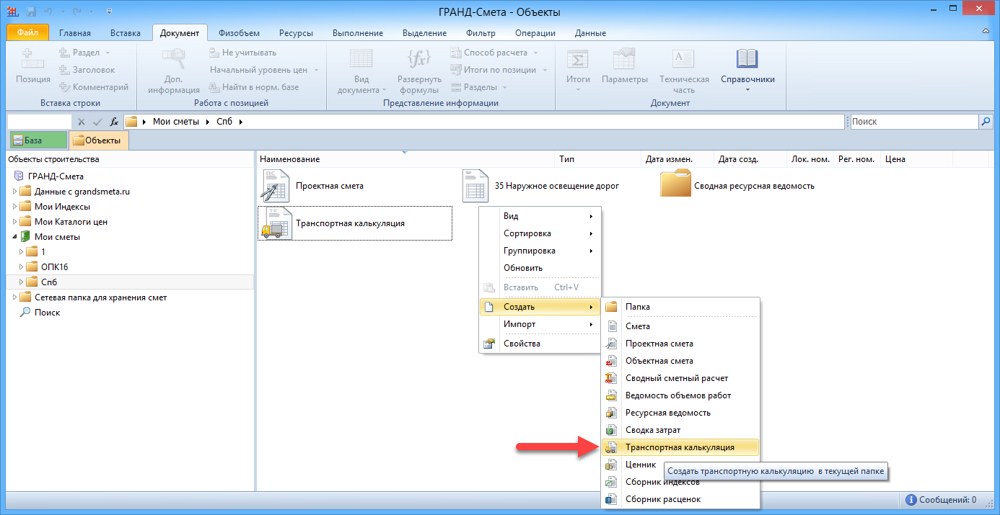 ГРАНД-Смета - Объекты
Файл Главная Вставка Документ Физобъем Ресурсы Выполнение Выделение Фильтр Операции Данные
Позиция
Раздел
Заголовок
Комментарий
Вставка строки
Доп. информация
Не учитывать
Начальный уровень цен
Найти в норм. базе
Работа с позицией
Вид документа
{fx}
Развернуть формулы
Способ расчета
Итоги по позиции
Разделы
Представление информации
Итоги
Параметры
Техническая часть
Справочники
Документ
fx
Мои сметы
Спб
Поиск
База
Объекты
Объекты строительства
Наименование Тип Дата измен. Дата созд. Лок. ном. Рег. ном. Цена
ГРАНД-Смета
Данные с grandsmeta.ru
Мои Индексы
Мои Каталоги цен
Мои сметы
1
ОПК16
Спб
Сетевая папка для хранения смет
Поиск
ПС
Проектная смета
35 Наружное освещение дорог
Сводная ресурсная ведомость
ТК
Транспортная калькуляция
Вид
Сортировка
Группировка
Обновить
Вставить Ctrl+V
Создать
Импорт
Свойства
Папка
Смета
Проектная смета
Объектная смета
Сводный сметный расчет
Ведомость объемов работ
Ресурсная ведомость
Сводка затрат
Транспортная калькуляция
Ценник
Создать транспортную калькуляцию в текущей папке
Сборник индексов
Сборник расценок
Сообщений: 0